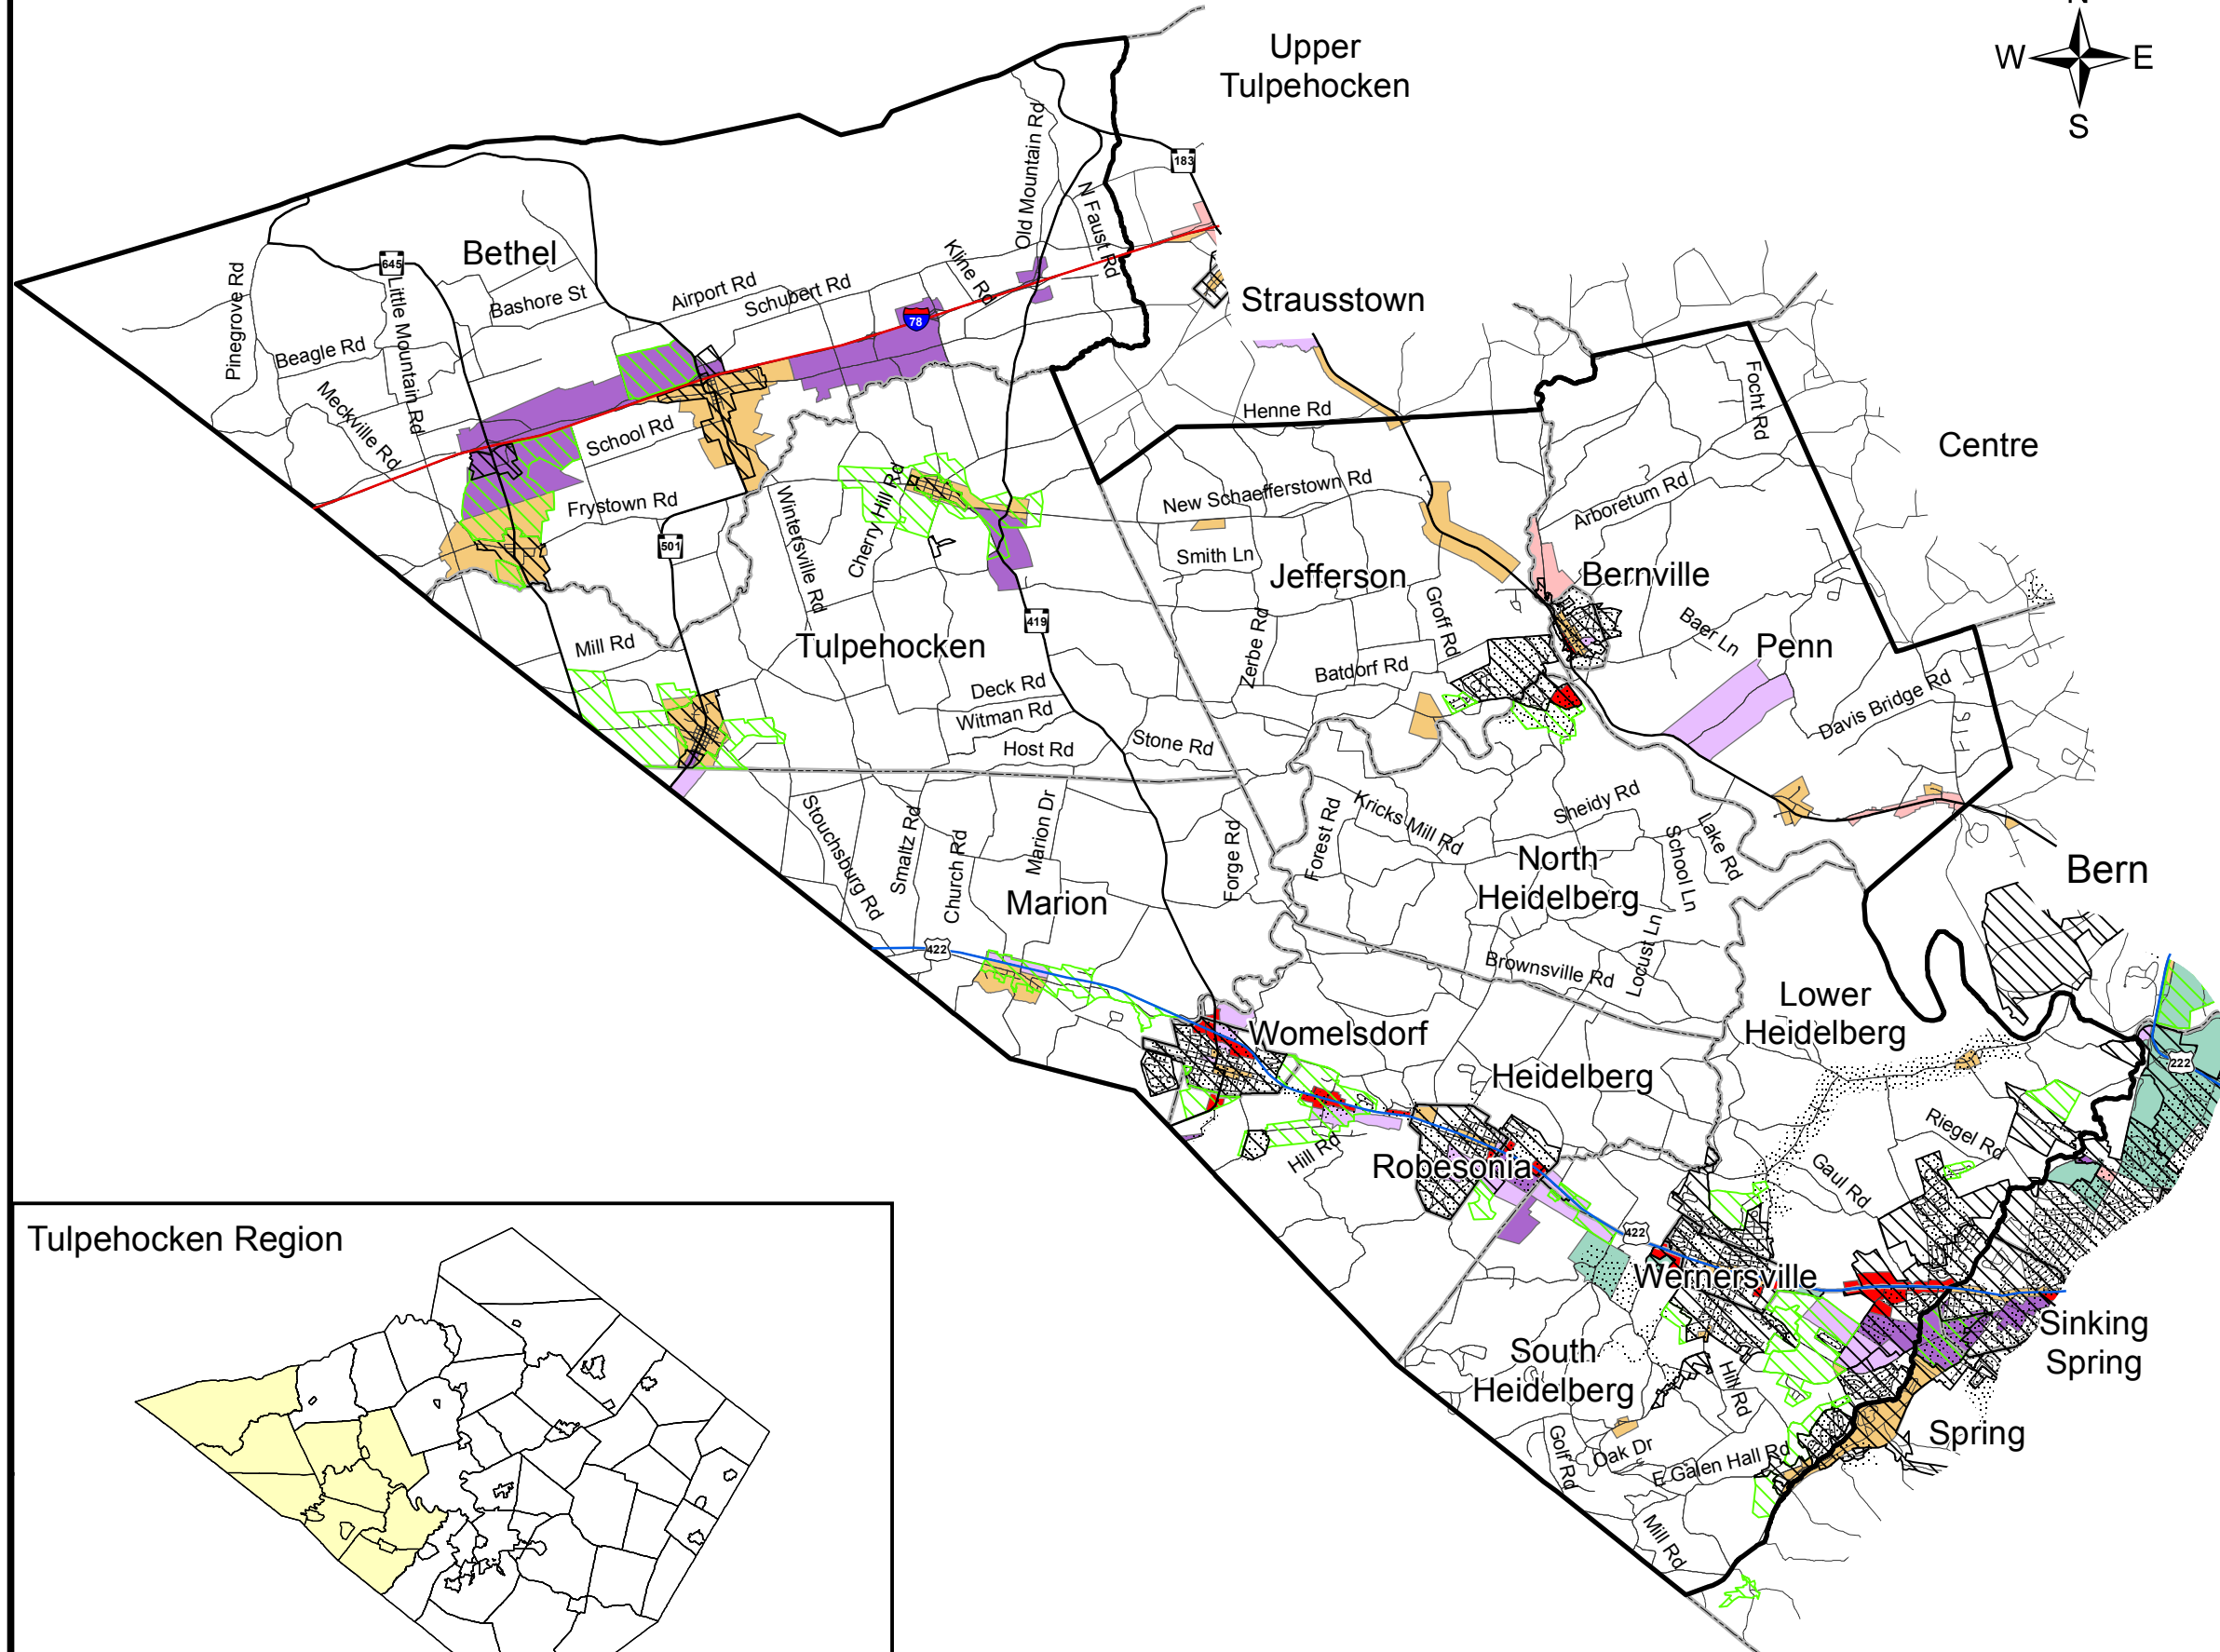 N
W E
S
Upper
Tulpehocken
183
Old Mountain Rd
N Faust Rd
Bethel
645
Pinegrove Rd
Little Mountain Rd
Bashore St
Airport Rd
Schubert Rd
Kline Rd
78
Strausstown
Beagle Rd
Meckville Rd
School Rd
Frystown Rd
501
Wintersville Rd
Cherry Hill Rd
Henne Rd
Focht Rd
Centre
New Schaefferstown Rd
Arboretum Rd
Smith Ln
Jefferson
Bernville
419
Mill Rd
Tulpehocken
Zerbe Rd
Groff Rd
Baer Ln
Penn
Batdorf Rd
Deck Rd
Witman Rd
Host Rd
Stone Rd
Davis Bridge Rd
Stouchsburg Rd
Smaltz Rd
Church Rd
Marion Dr
Forge Rd
Forest Rd
Kricks Mill Rd
Sheidy Rd
School Ln
Lake Rd
North
Heidelberg
Bern
Marion
422
Brownsville Rd
Locust Ln
Lower
Heidelberg
Womelsdorf
Heidelberg
222
Riegel Rd
Hill Rd
Robesonia
Gaul Rd
422
Wernersville
Sinking
Spring
South
Heidelberg
Hill Rd
Golf Rd
Oak Dr
E Galen Hall Rd
Spring
Mill Rd
Tulpehocken Region